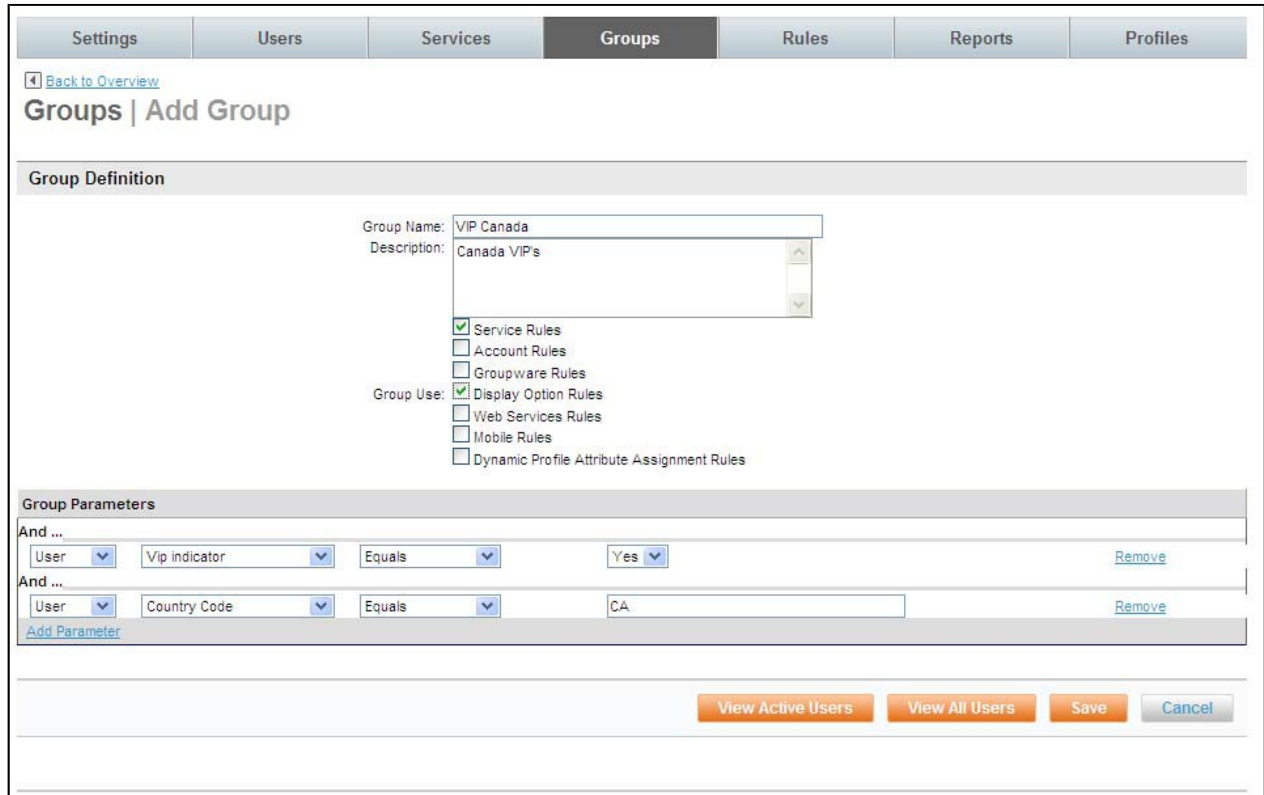 Settings Users Services Groups Rules Reports Profiles
Back to Overview
Groups | Add Group
Group Definition
Group Name: VIP Canada
Description: Canada VIP's
Service Rules
Account Rules
Groupware Rules
Group Use: Display Option Rules
Web Services Rules
Mobile Rules
Dynamic Profile Attribute Assignment Rules
Group Parameters
And ...
User Vip indicator Equals Yes Remove
And ...
User Country Code Equals CA Remove
Add Parameter
View Active Users View All Users Save Cancel